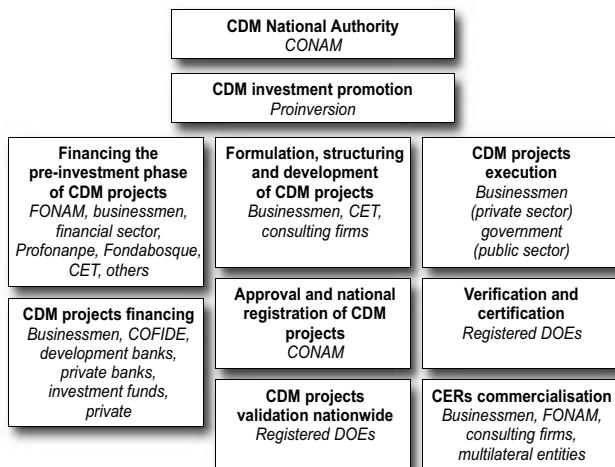 CDM National Authority
CONAM
CDM investment promotion
Proinversion
Financing the
pre-investment phase
of CDM projects
FONAM, businessmen,
financial sector,
Profonanpe, Fondabosque,
CET, others
Formulation, structuring
and development
of CDM projects
Businessmen, CET,
consulting firms
CDM projects
execution
Businessmen
(private sector)
government
(public sector)
CDM projects financing
Businessmen, COFIDE,
development banks,
private banks,
investment funds,
private
Approval and national
registration of CDM
projects
CONAM
Verification and
certification
Registered DOEs
CDM projects
validation nationwide
Registered DOEs
CERs commercialisation
Businessmen, FONAM,
consulting firms,
multilateral entities